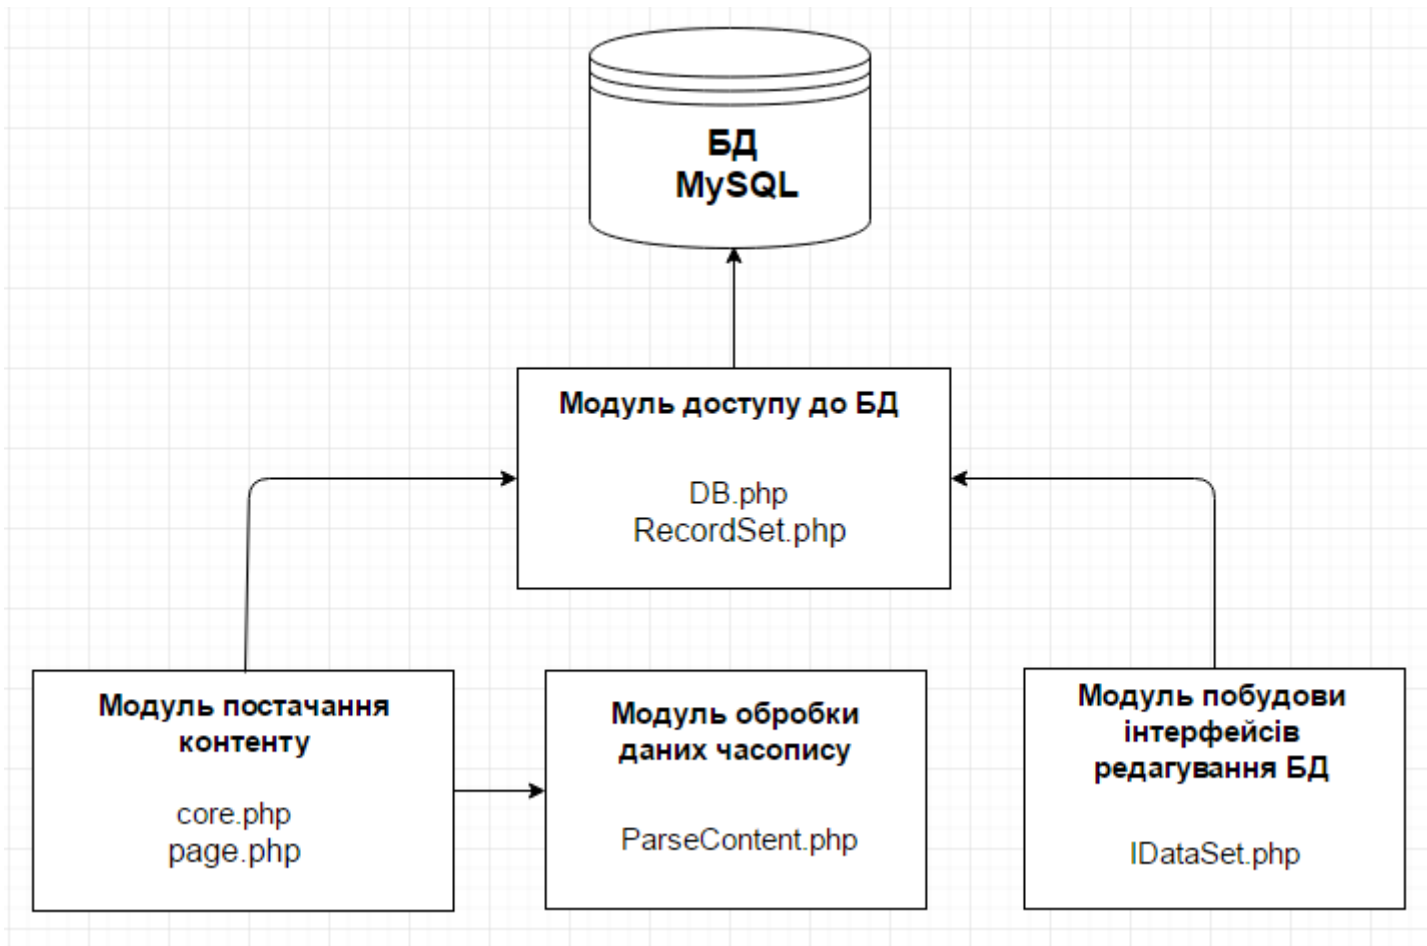 БД
MySQL
Модуль доступу до БД
DB.php
RecordSet.php
Модуль постачання
контенту
core.php
page.php
Модуль обробки
даних часопису
ParseContent.php
Модуль побудови
інтерфейсів
редагування БД
IDataSet.php